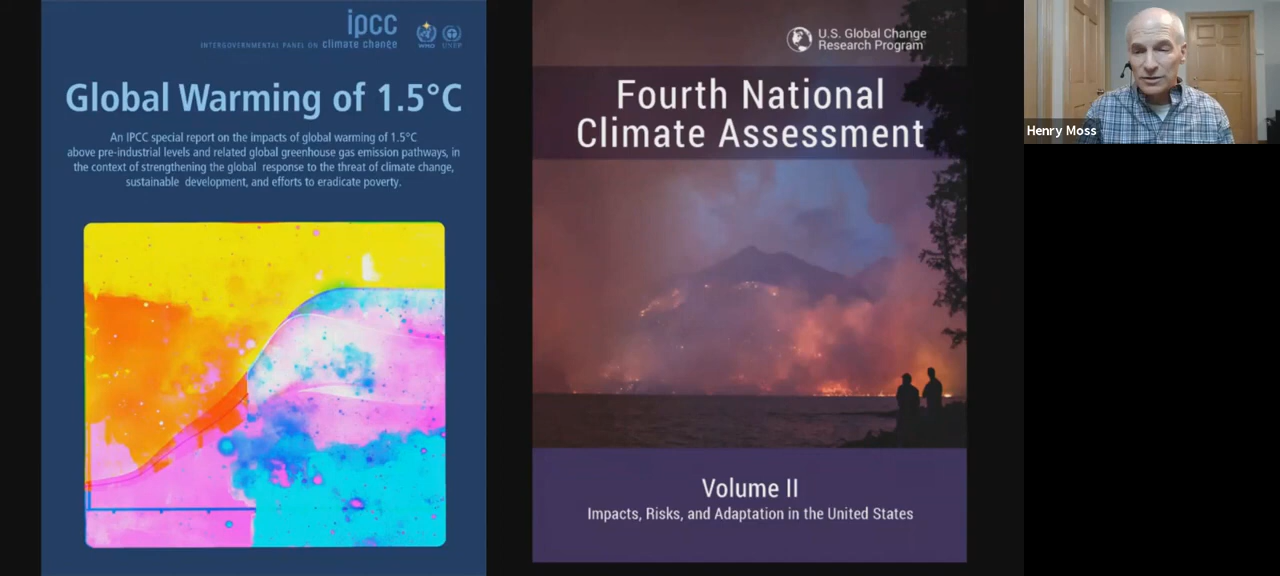 ipcc
INTERGOVERNMENTAL PANEL ON climate change
WMO
UNEP
Global Warming of 1.5°C
An IPCC special report on the impacts of global warming of 1.5°C
above pre-industrial levels and related global greenhouse gas emission pathways, in
the context of strengthening the global response to the threat of climate change,
sustainable development, and efforts to eradicate poverty.
U.S. Global Change
Research Program
Fourth National
Climate Assessment
Volume II
Impacts, Risks, and Adaptation in the United States
Henry Moss